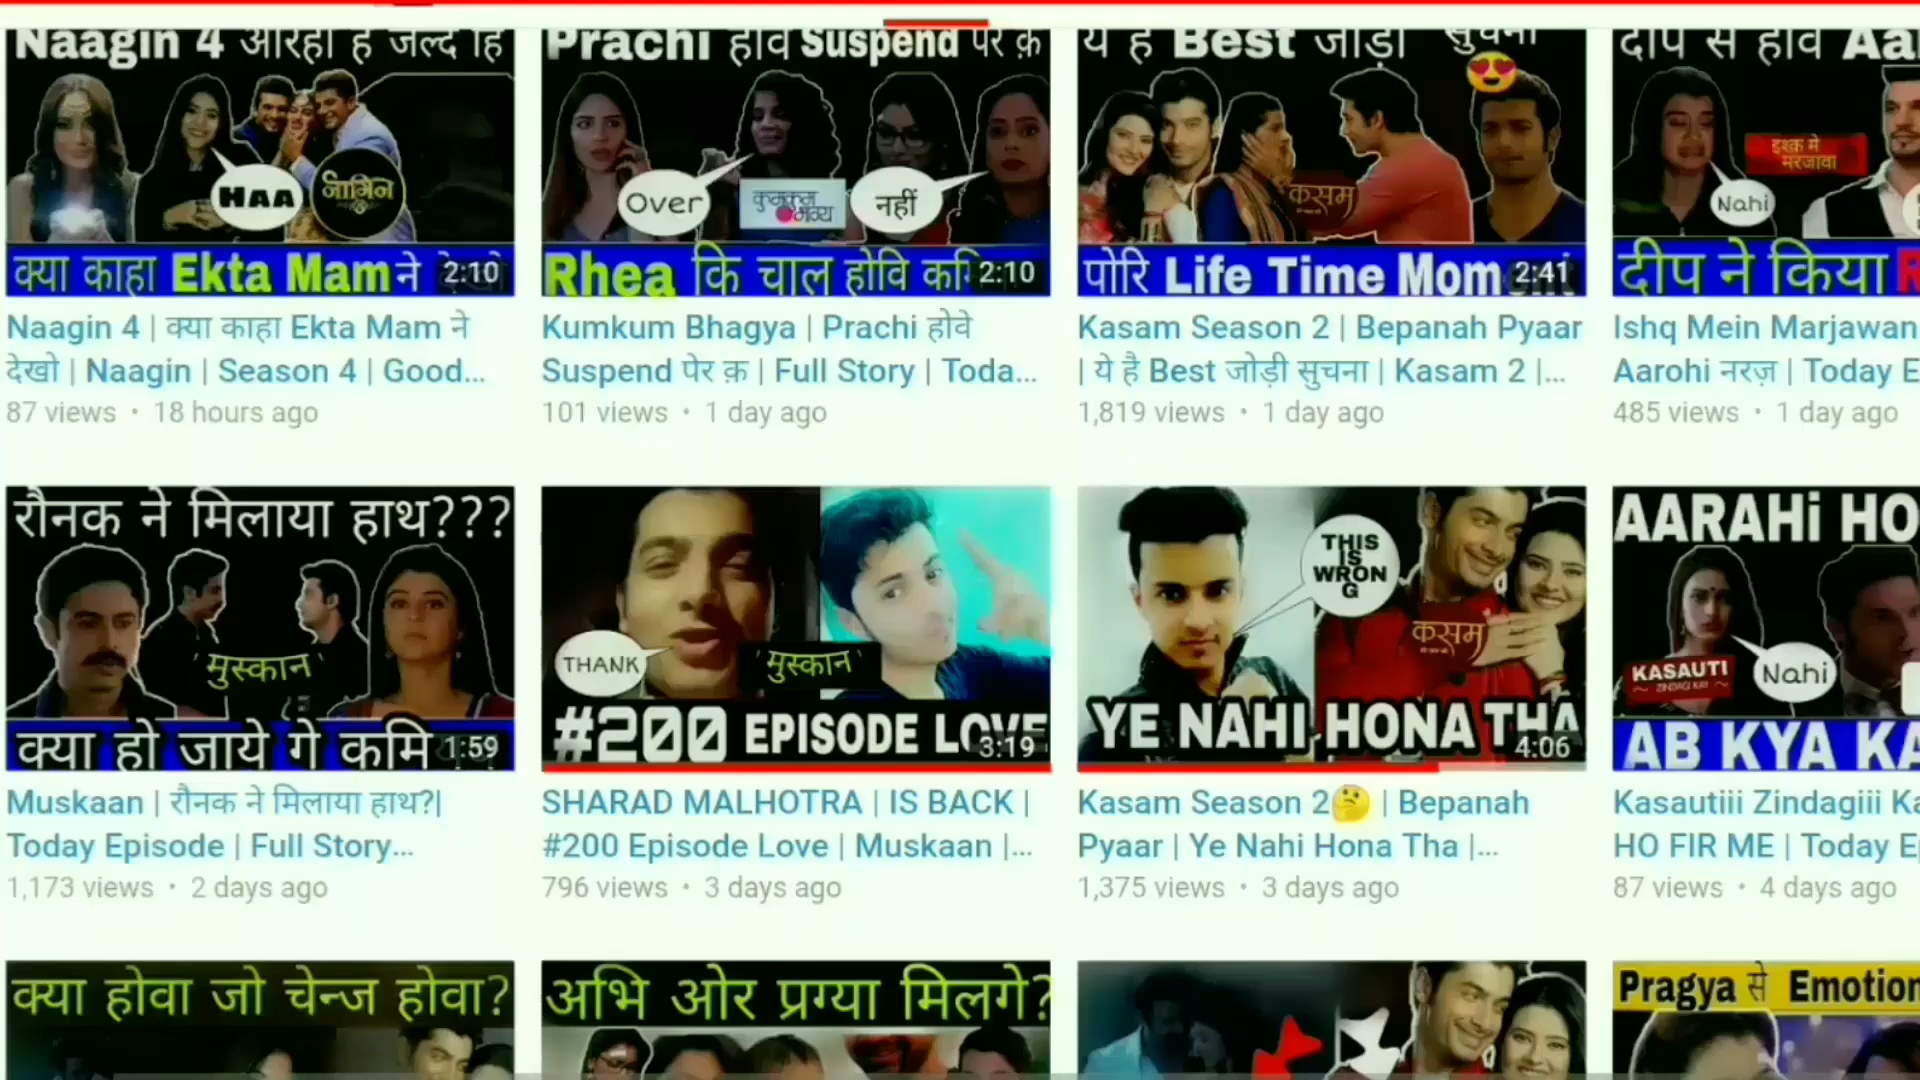 Naagin 4
Prachi होवे Suspend पेर क़
ये है Best जोड़ी सुचना
दीप से होवे
HAA
नागिन
Over
कुमकुम भाग्य
नहीं
कसम
Nahi
इश्क़ में
मरजावां
क्या काहा Ekta Mam ने
2:10
Rhea कि चाल होवि
2:10
पोरि Life Time Mom
2:41
दीप ने किया
Naagin 4 | क्या काहा Ekta Mam ने
देखो | Naagin | Season 4 | Good...
87 views • 18 hours ago
Kumkum Bhagya | Prachi होवे
Suspend पेर क़ | Full Story | Toda...
101 views • 1 day ago
Kasam Season 2 | Bepanah Pyaar
| ये है Best जोड़ी सुचना | Kasam 2 |...
1,819 views • 1 day ago
Ishq Mein Marjawan
Aarohi नरज़ | Today E
485 views • 1 day ago
रौनक ने मिलाया हाथ???
मुस्कान
क्या हो जाये गे कमि
1:59
THANK
मुस्कान
#200 EPISODE LOVE
3:19
THIS
IS
WRON
G
कसम
YE NAHI HONA THA
4:06
AARAHi HO
KASAUTI
ZINDAGI KAY
Nahi
AB KYA KA
Muskaan | रौनक ने मिलाया हाथ?|
Today Episode | Full Story...
1,173 views • 2 days ago
SHARAD MALHOTRA | IS BACK |
#200 Episode Love | Muskaan |...
796 views • 3 days ago
Kasam Season 2🤔 | Bepanah
Pyaar | Ye Nahi Hona Tha |...
1,375 views • 3 days ago
Kasautiii Zindagiii Ka
HO FIR ME | Today E
87 views • 4 days ago
क्या होवा जो चेन्ज होवा?
अभि ओर प्रग्या मिलगे?
Pragya से Emotion